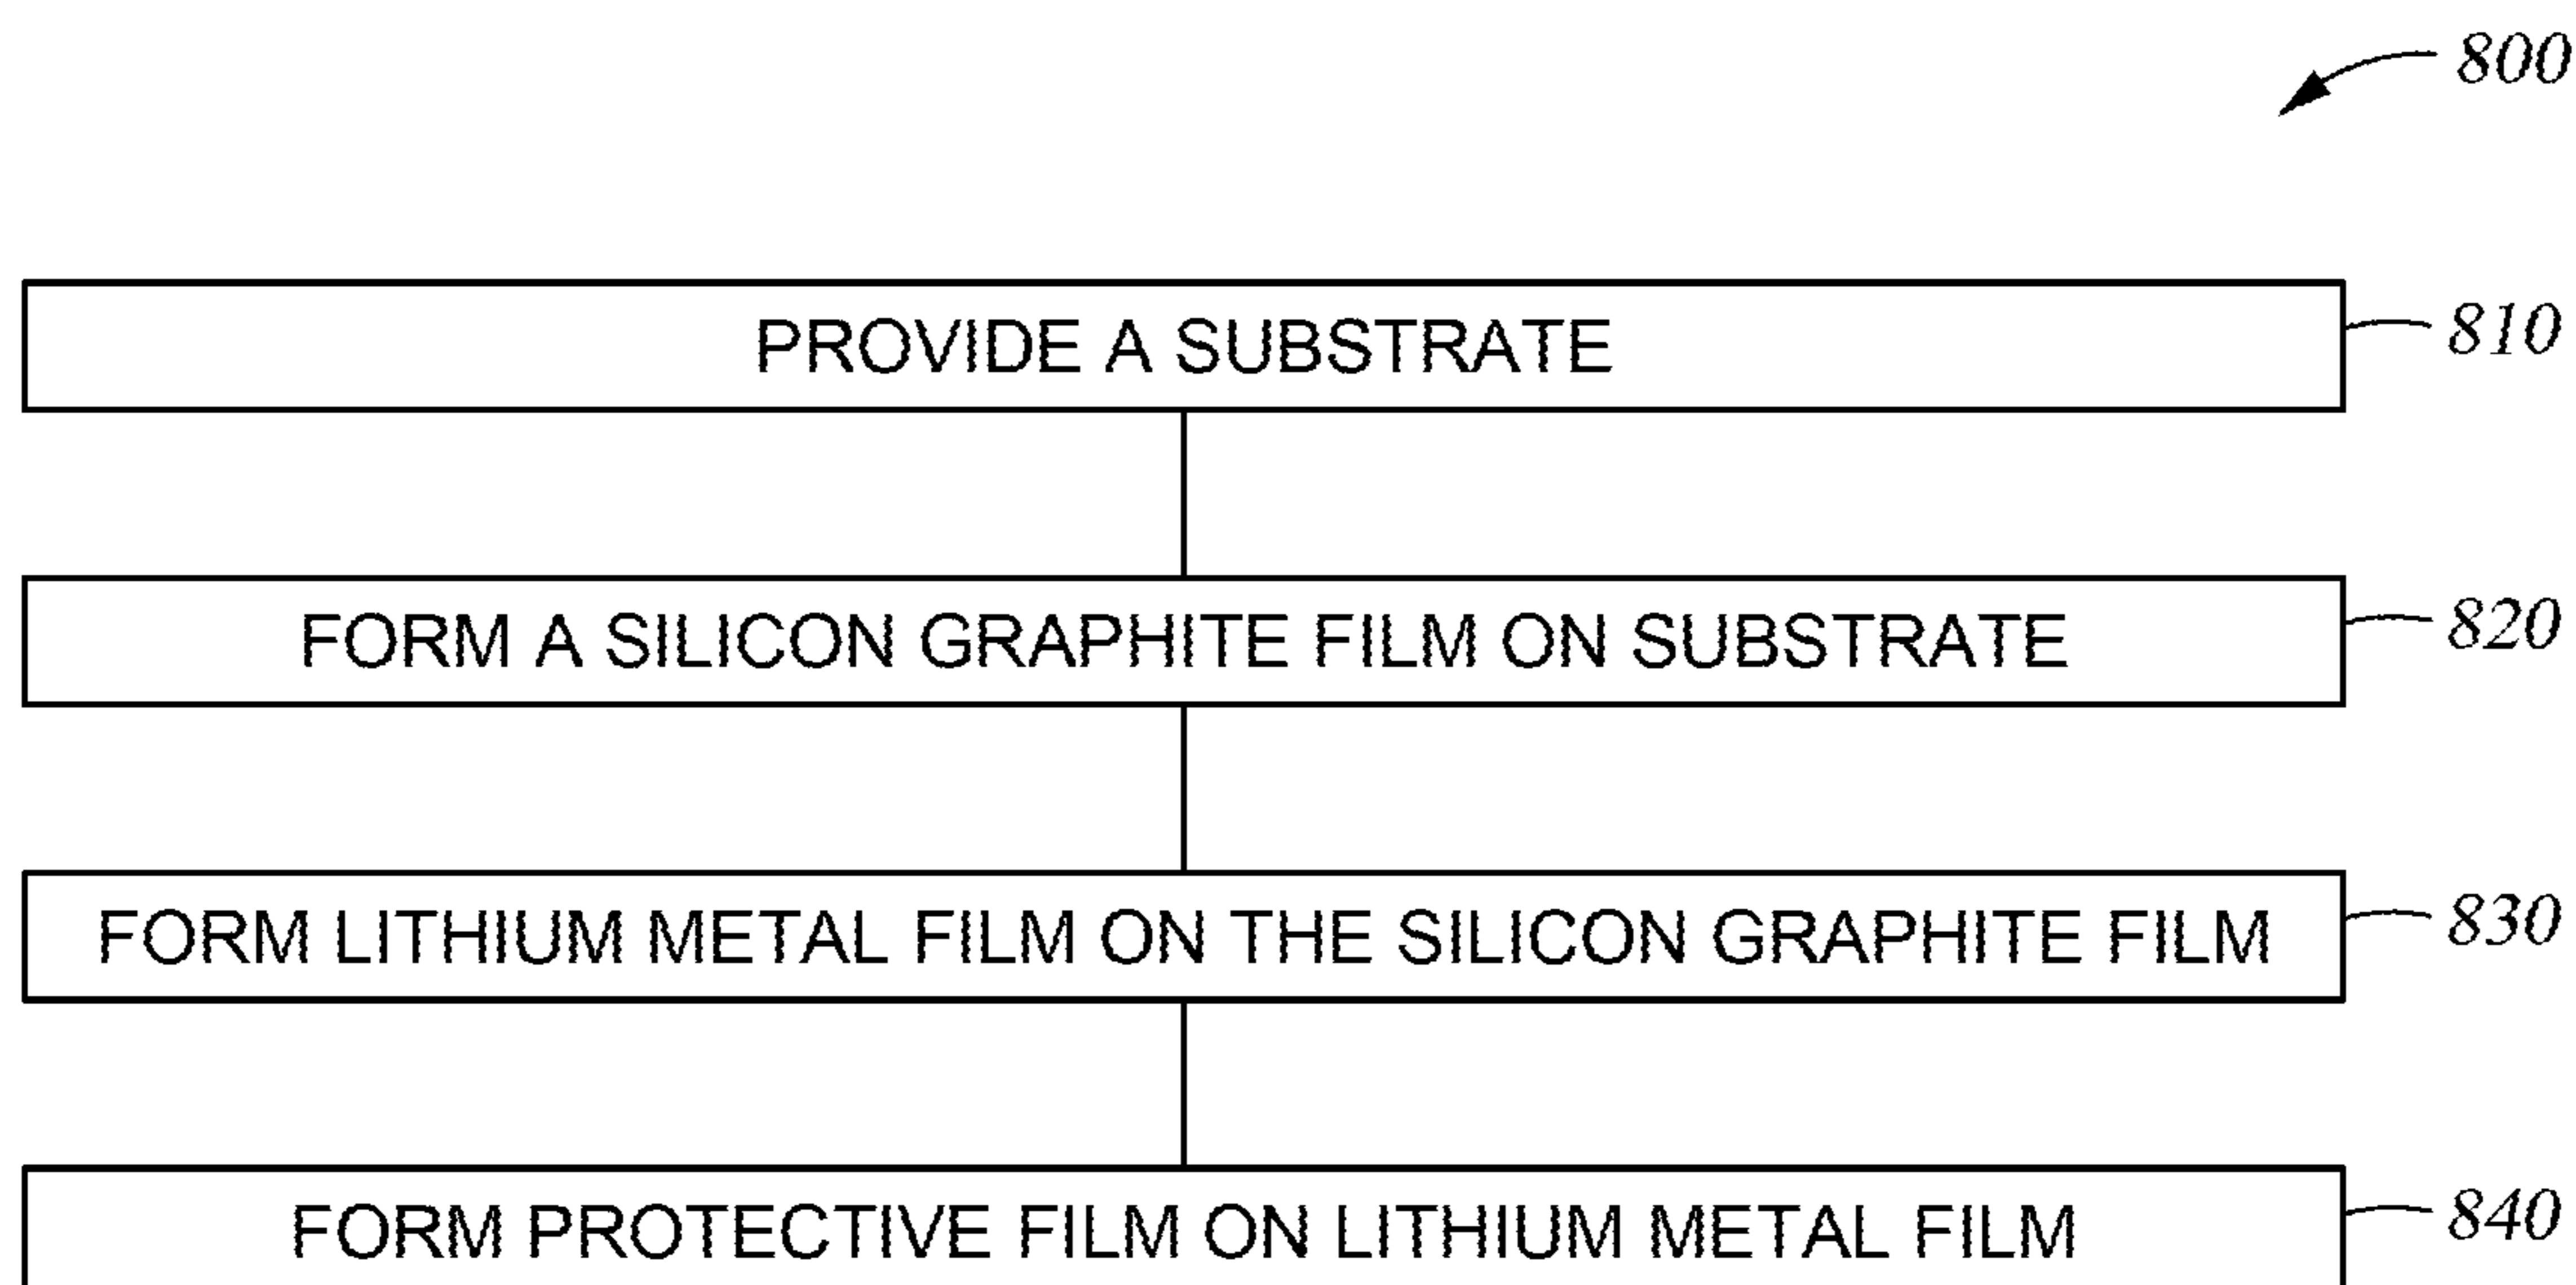 800
PROVIDE A SUBSTRATE 810
FORM A SILICON GRAPHITE FILM ON SUBSTRATE 820
FORM LITHIUM METAL FILM ON THE SILICON GRAPHITE FILM 830
FORM PROTECTIVE FILM ON LITHIUM METAL FILM 840